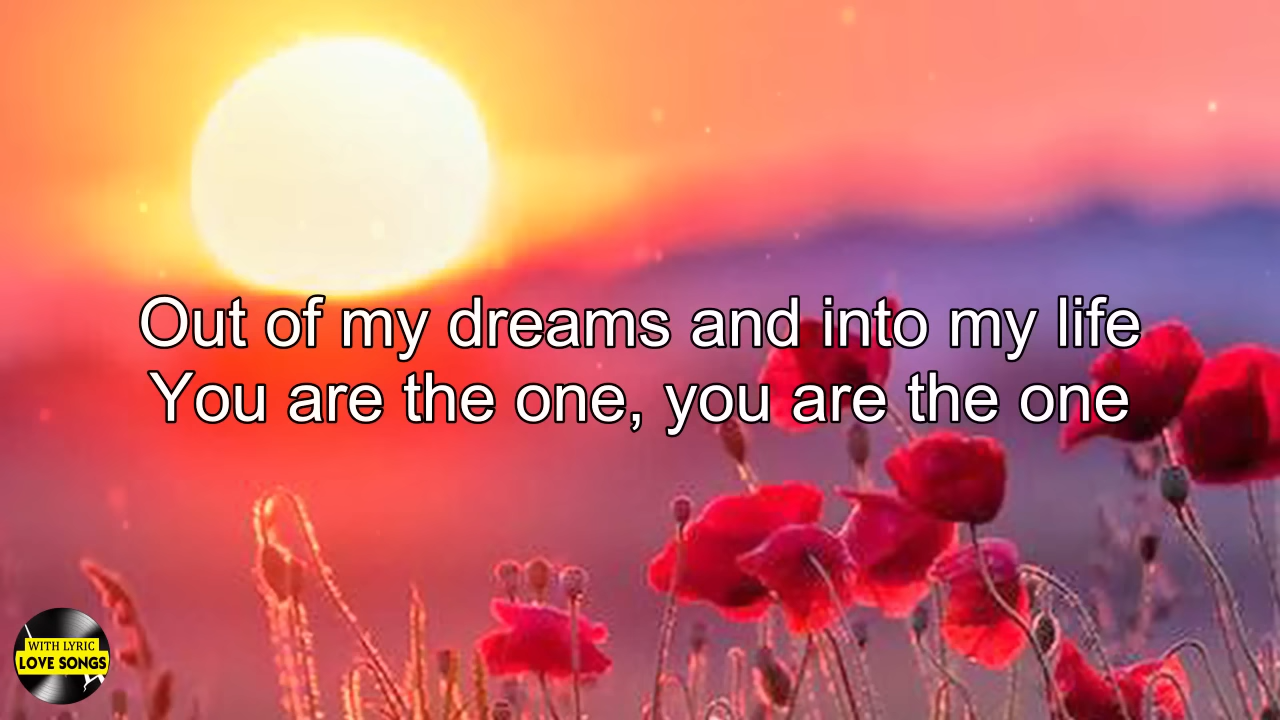 Out of my dreams and into my life
You are the one, you are the one
WITH LYRIC
LOVE SONGS